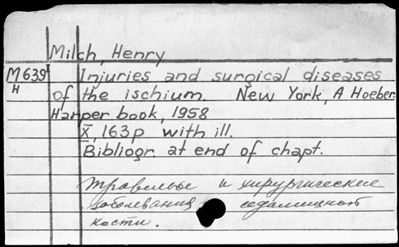 Milch, Henry
M639 Injuries and surgical diseases
H of the ischium. New York, A Hoeber
Harper book, 1958
X, 163p with ill.
Bibliogr. at end of chapt.
и хирургические
заболевания седалищной
кости.